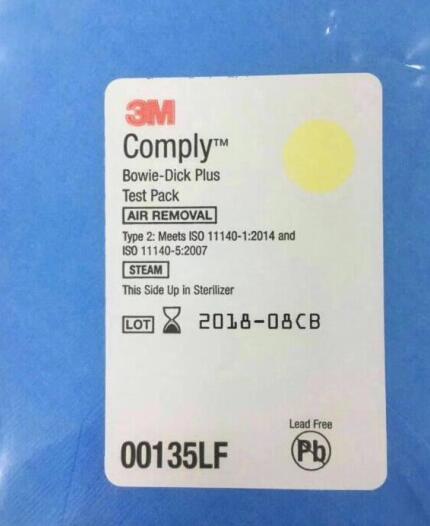 3M
Comply™
Bowie-Dick Plus
Test Pack
AIR REMOVAL
Type 2: Meets ISO 11140-1:2014 and
ISO 11140-5:2007
STEAM
This Side Up in Sterilizer
LOT 2018-08CB
Lead Free
Pb
00135LF